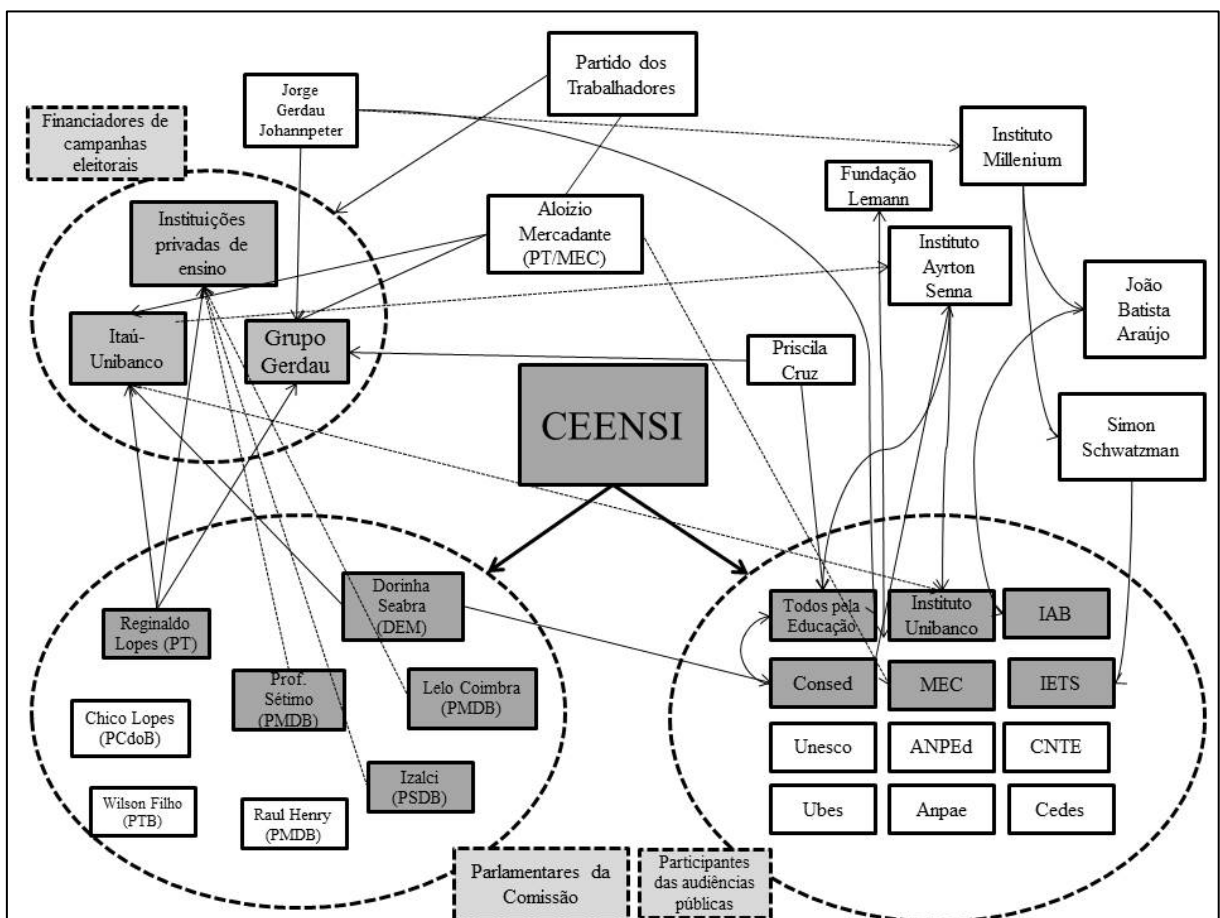 Partido dos
Trabalhadores
Jorge
Gerdau
Johannpeter
Financiadores de
campanhas
eleitorais
Instituto
Millenium
Fundação
Lemann
Instituições
privadas de
ensino
Aloizio
Mercadante
(PT/MEC)
Instituto
Ayrton
Senna
João
Batista
Araújo
Itaú-
Unibanco
Grupo
Gerdau
Priscila
Cruz
CEENSI
Simon
Schwatzman
Dorinha
Seabra
(DEM)
Reginaldo
Lopes (PT)
Prof.
Sétimo
(PMDB)
Lelo Coimbra
(PMDB)
Chico Lopes
(PCdoB)
Izalci
(PSDB)
Wilson Filho
(PTB)
Raul Henry
(PMDB)
Todos pela
Educação
Instituto
Unibanco
IAB
Consed
MEC
IETS
Unesco
ANPEd
CNTE
Ubes
Anpae
Cedes
Parlamentares da
Comissão
Participantes
das audiências
públicas